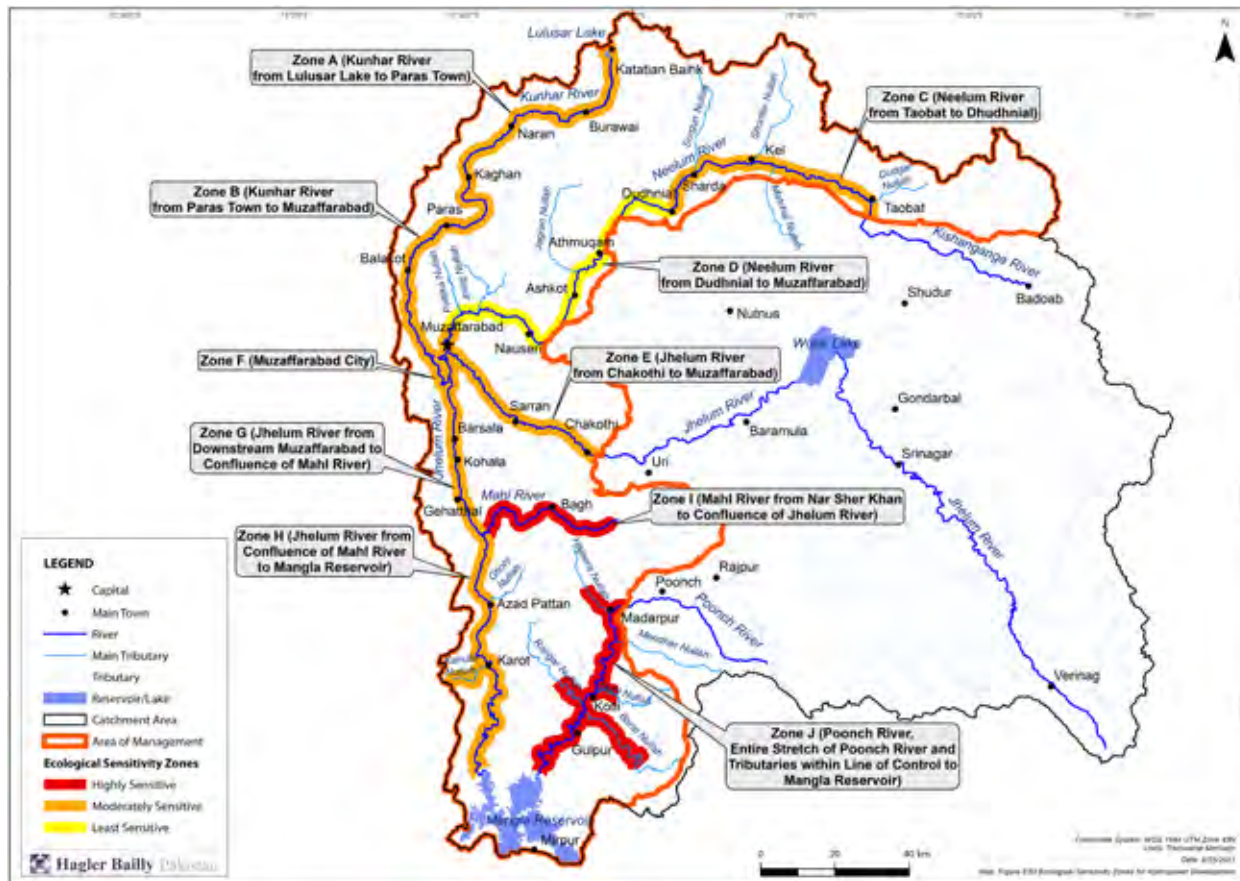 N
Lulusar Lake
Katatian Baihk
Zone A (Kunhar River
from Lulusar Lake to Paras Town)
Kunhar River
Burawai
Naran
Zone C (Neelum River
from Taobat to Dhudhnial)
Neelum River
Kel
Sharda
Dudhnial
Taobat
Kaghan
Zone B (Kunhar River
from Paras Town to Muzaffarabad)
Paras
Jagran Nullah
Athmuqam
Kishanganga River
Badoab
Balakot
Zone D (Neelum River
from Dudhnial to Muzaffarabad)
Ashkot
Shudur
Nutnus
Muzaffarabad
Nauseri
Zone F (Muzaffarabad City)
Zone E (Jhelum River
from Chakothi to Muzaffarabad)
Gondarbal
Jhelum River
Sarran
Chakothi
Baramula
Jhelum River
Zone G (Jhelum River from
Downstream Muzaffarabad to
Confluence of Mahl River)
Barsala
Kohala
Srinagar
Uri
Mahl River
Bagh
Zone I (Mahl River from Nar Sher Khan
to Confluence of Jhelum River)
Jhelum River
Zone H (Jhelum River from
Confluence of Mahl River
to Mangla Reservoir)
Rajpur
Poonch
Azad Pattan
Madarpur
Poonch River
Karot
Verinag
Kotli
Gulpur
Zone J (Poonch River,
Entire Stretch of Poonch River and
Tributaries within Line of Control to
Mangla Reservoir)
Mangla Reservoir
Mirpur
LEGEND
Capital
Main Town
River
Main Tributary
Tributary
Reservoir/Lake
Catchment Area
Area of Management
Ecological Sensitivity Zones
Highly Sensitive
Moderately Sensitive
Least Sensitive
Hagler Bailly Pakistan
0 20 40 km